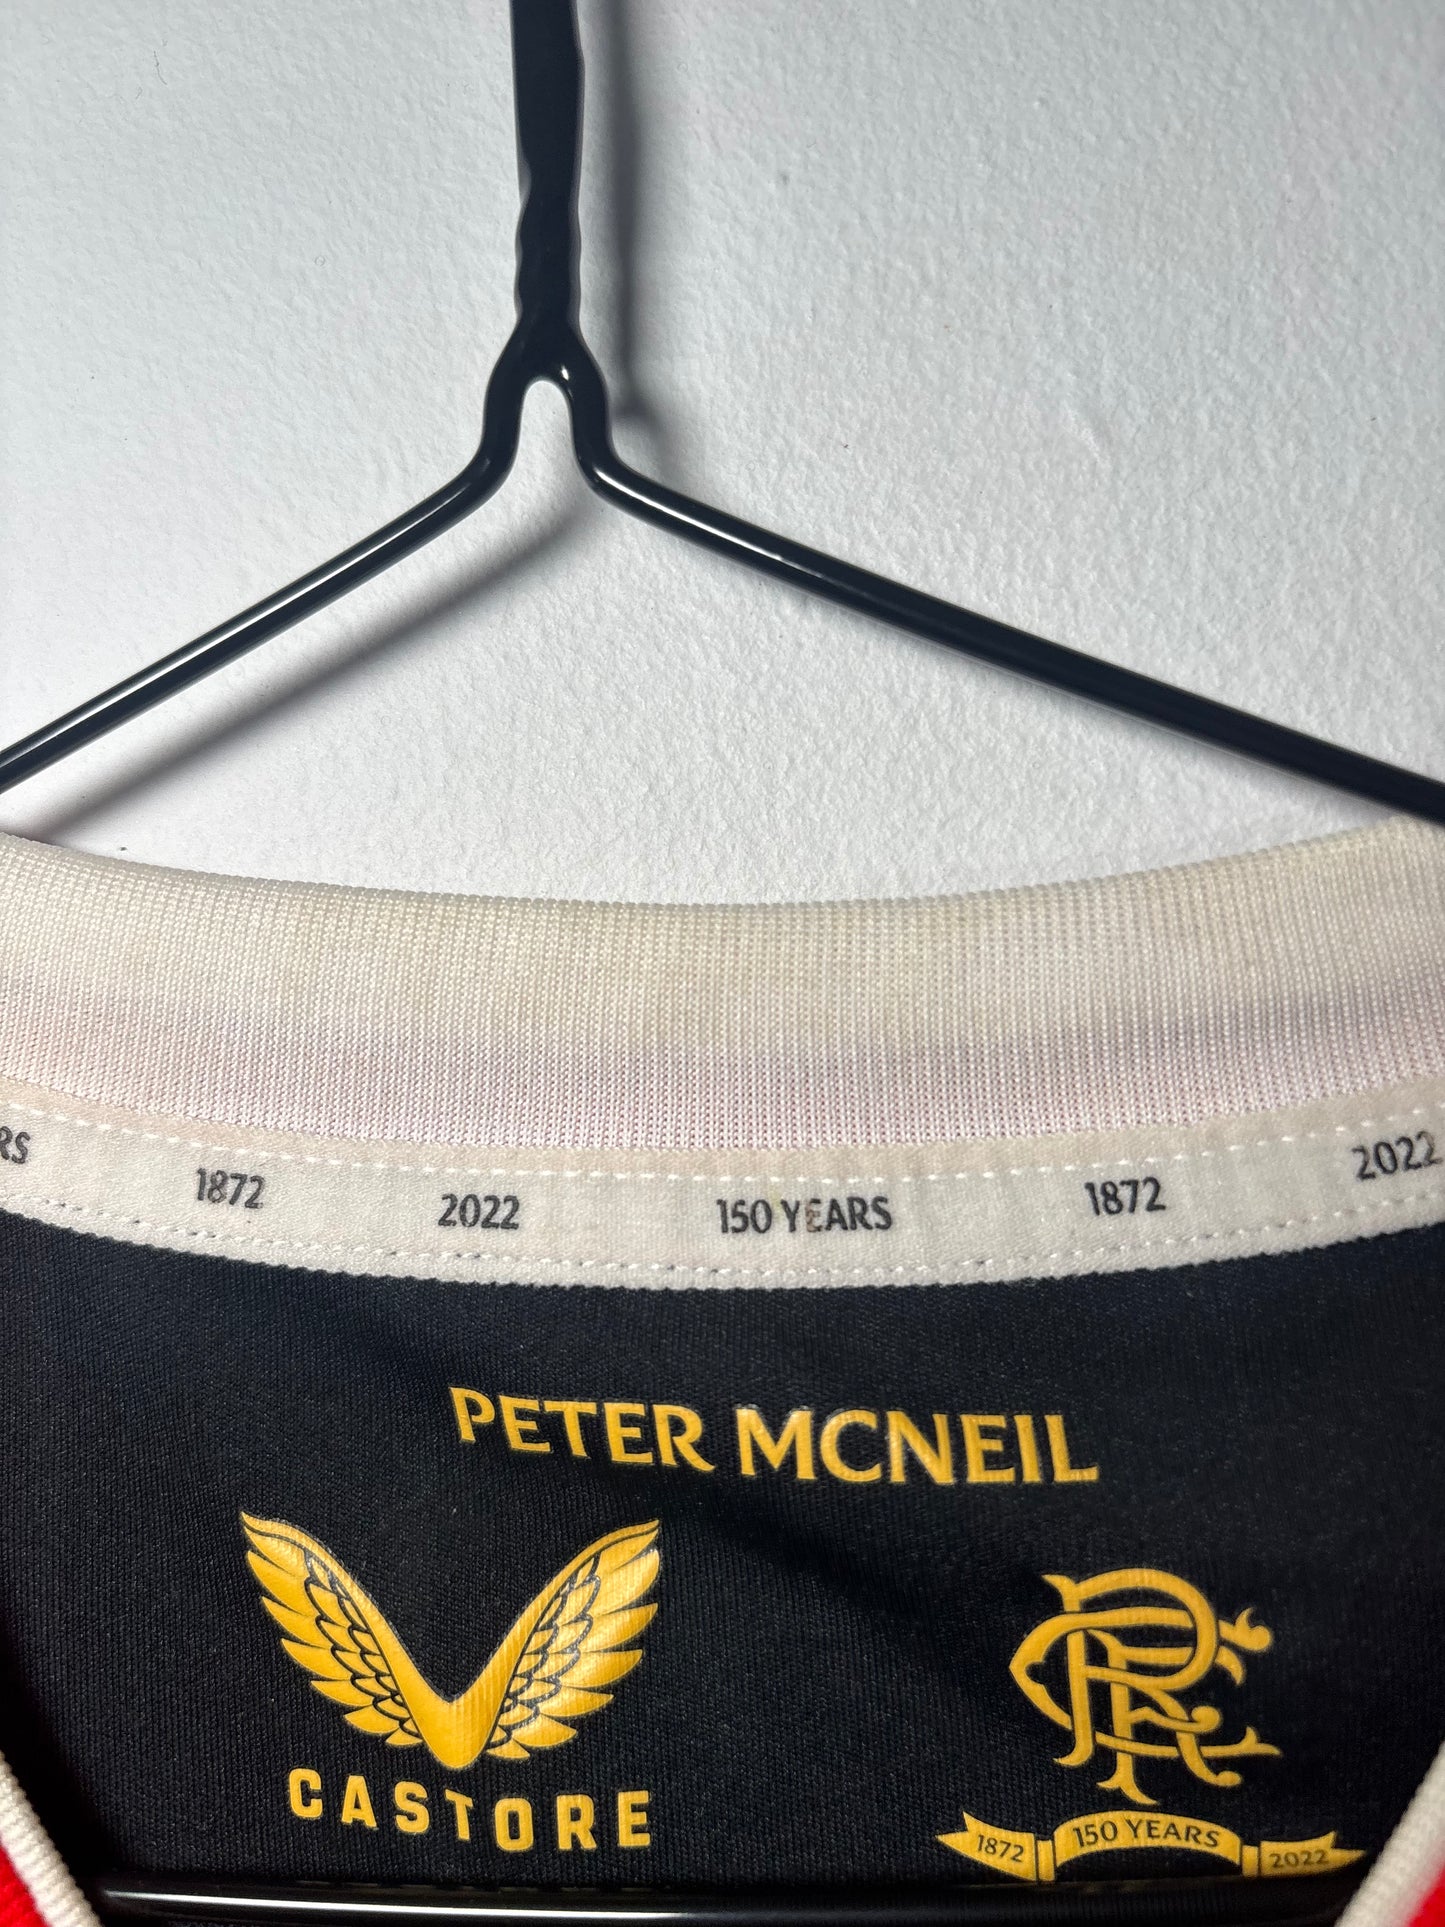 RS 1872 2022 150 YEARS 1872 2022
PETER MCNEIL
CASTORE
1872 150 YEARS 2022